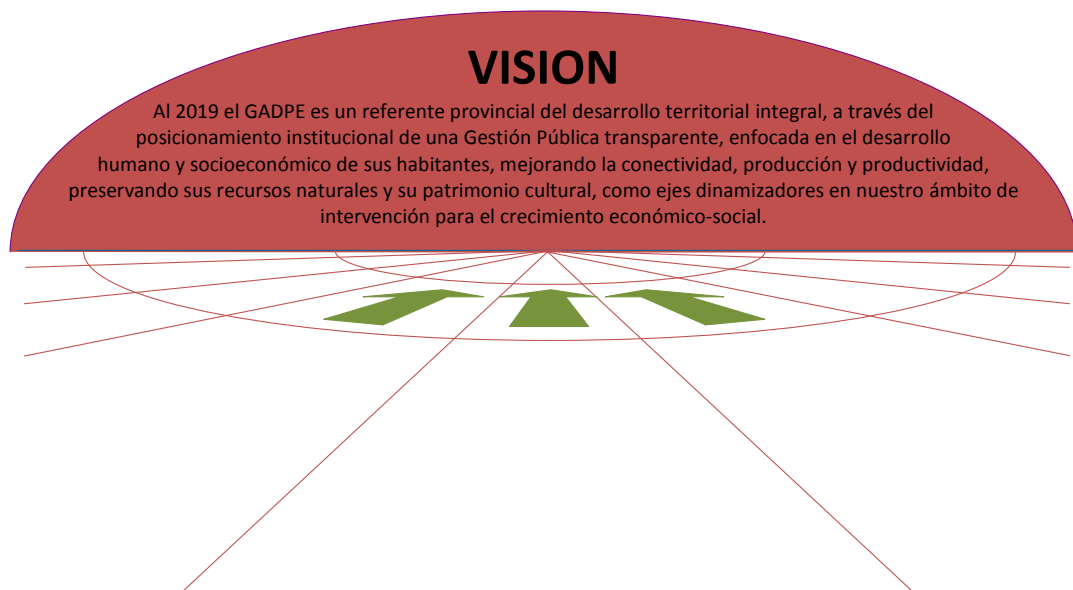 VISION
Al 2019 el GADPE es un referente provincial del desarrollo territorial integral, a través del
posicionamiento institucional de una Gestión Pública transparente, enfocada en el desarrollo
humano y socioeconómico de sus habitantes, mejorando la conectividad, producción y productividad,
preservando sus recursos naturales y su patrimonio cultural, como ejes dinamizadores en nuestro ámbito de
intervención para el crecimiento económico-social.